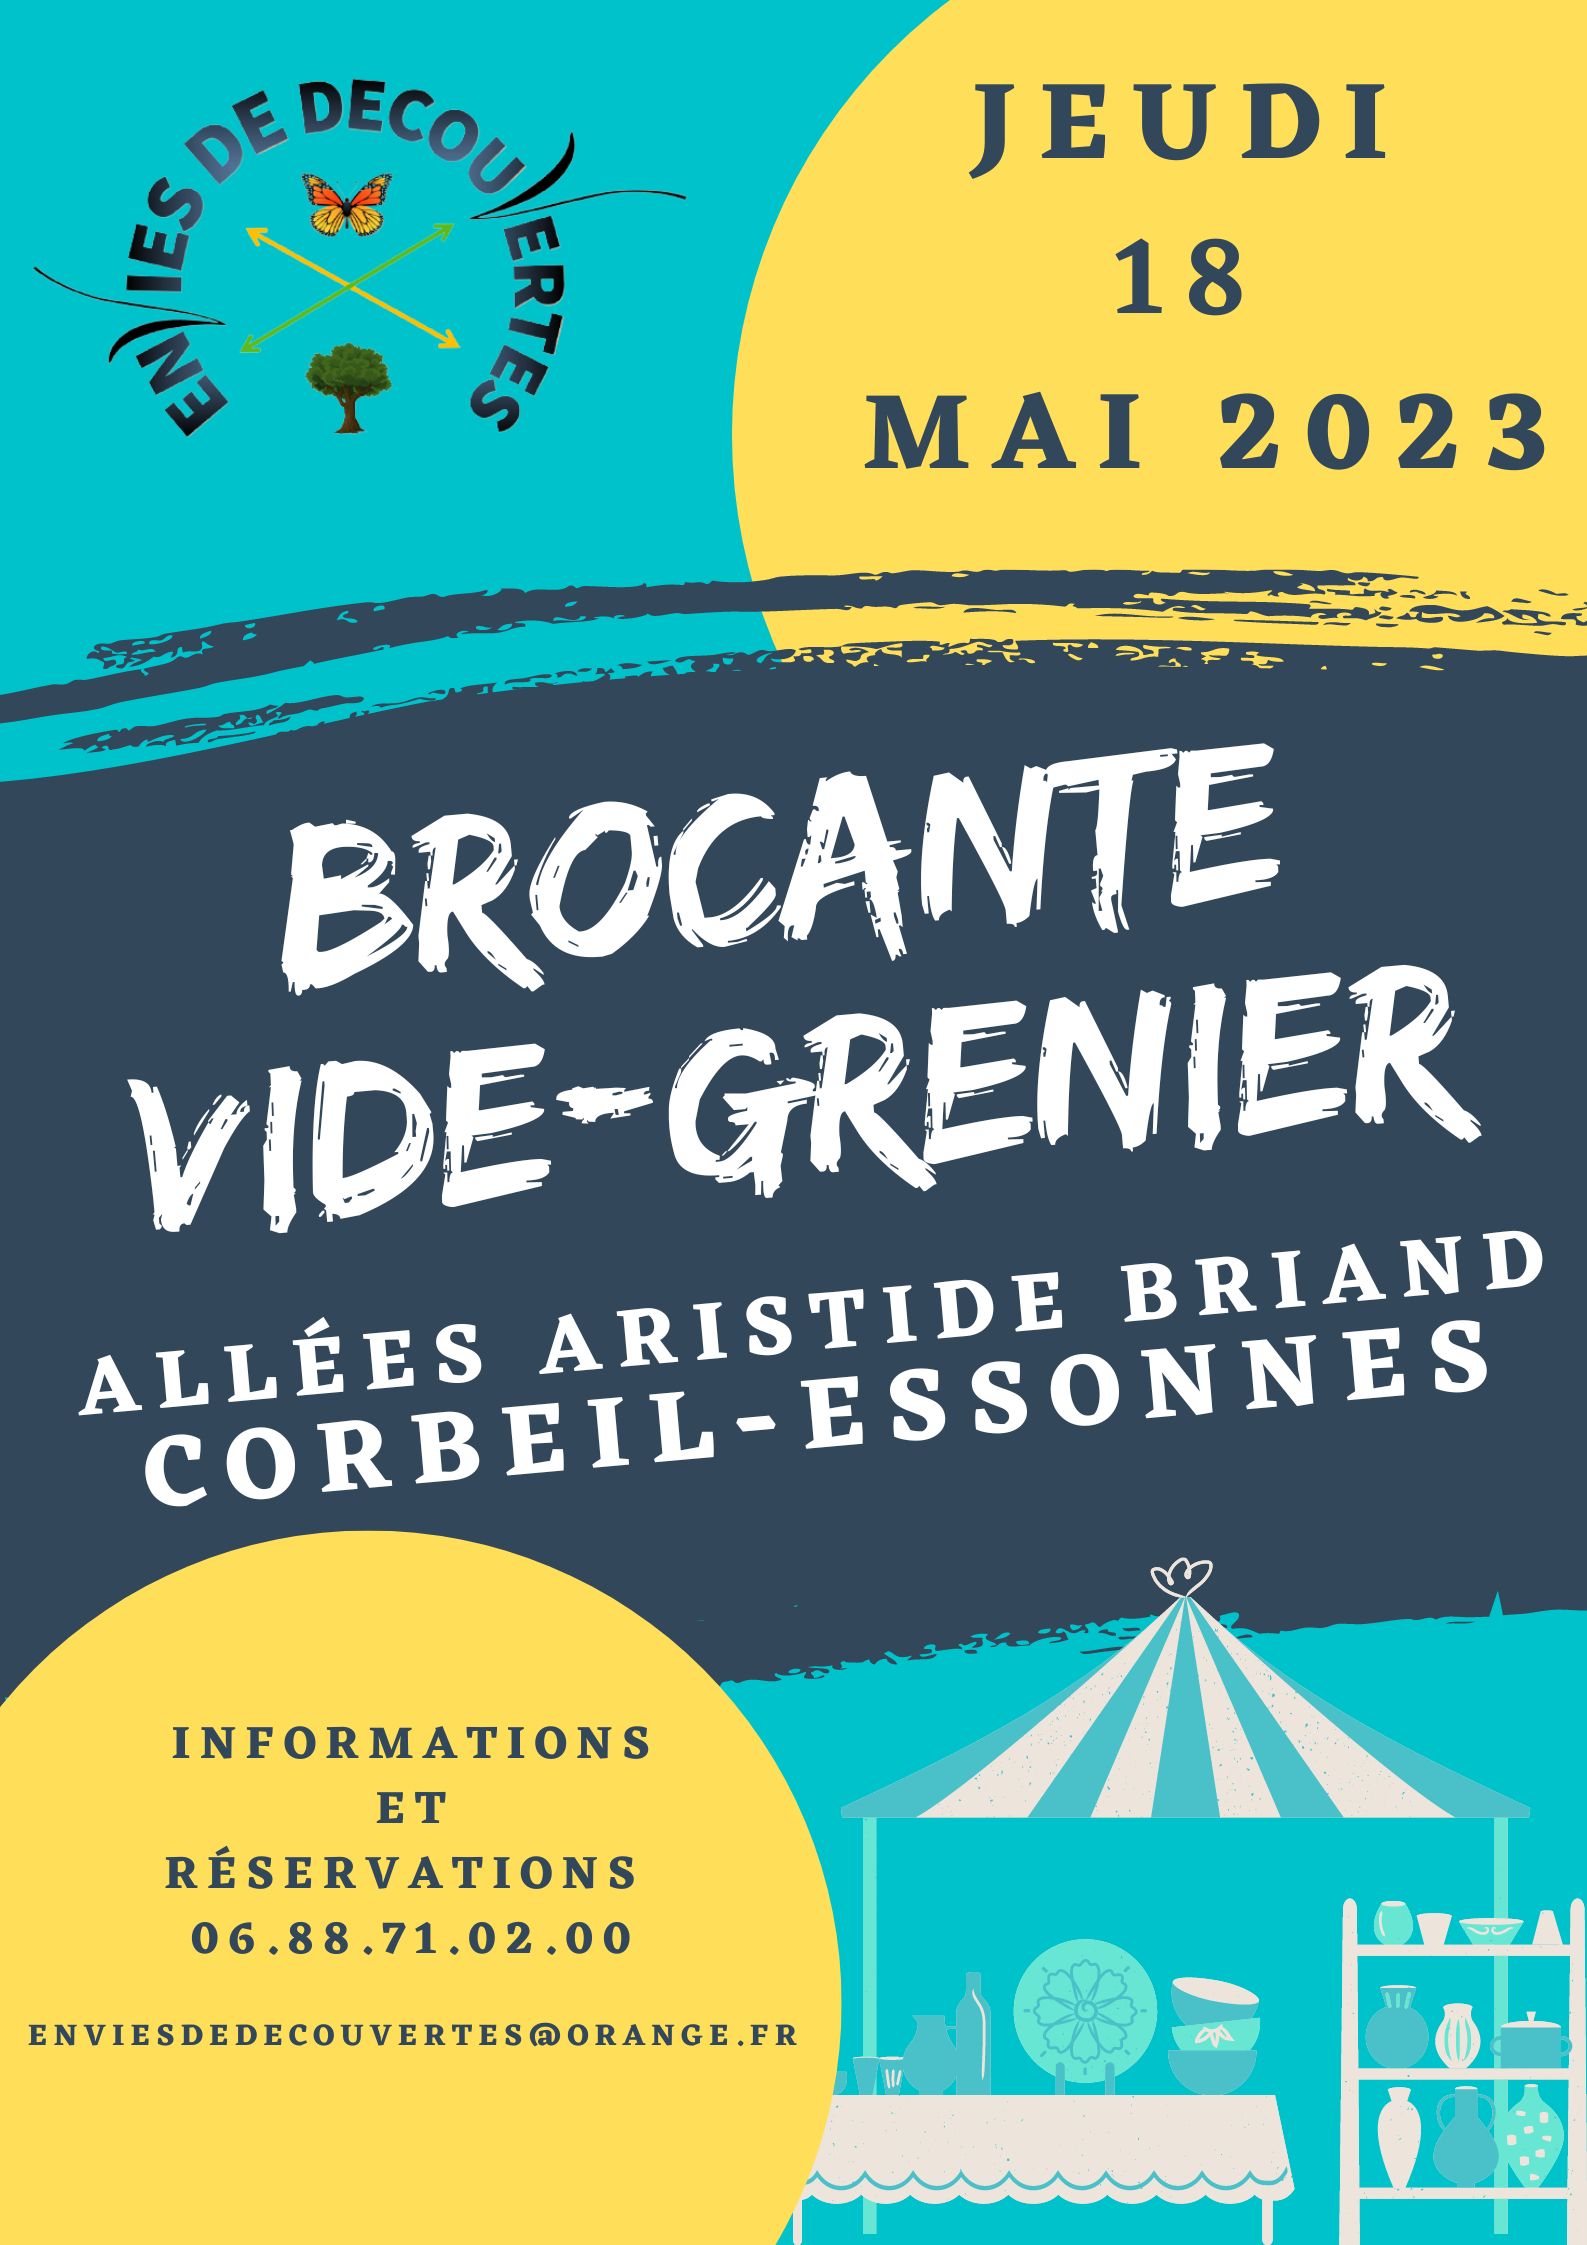 ENVIES DE DECOUVERTES
JEUDI
18
MAI 2023
BROCANTE
VIDE-GRENIER
ALLÉES ARISTIDE BRIAND
CORBEIL-ESSONNES
INFORMATIONS
ET
RÉSERVATIONS
06.88.71.02.00
ENVIESDEDECOUVERTES@ORANGE.FR